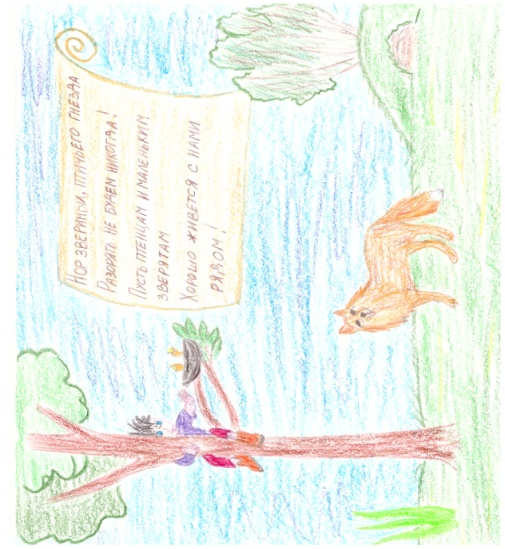 Нор звериных, птичьего гнезда
Разорять не будем никогда!
Пусть птенцам и маленьким
зверятам
Хорошо живется с нами
рядом!